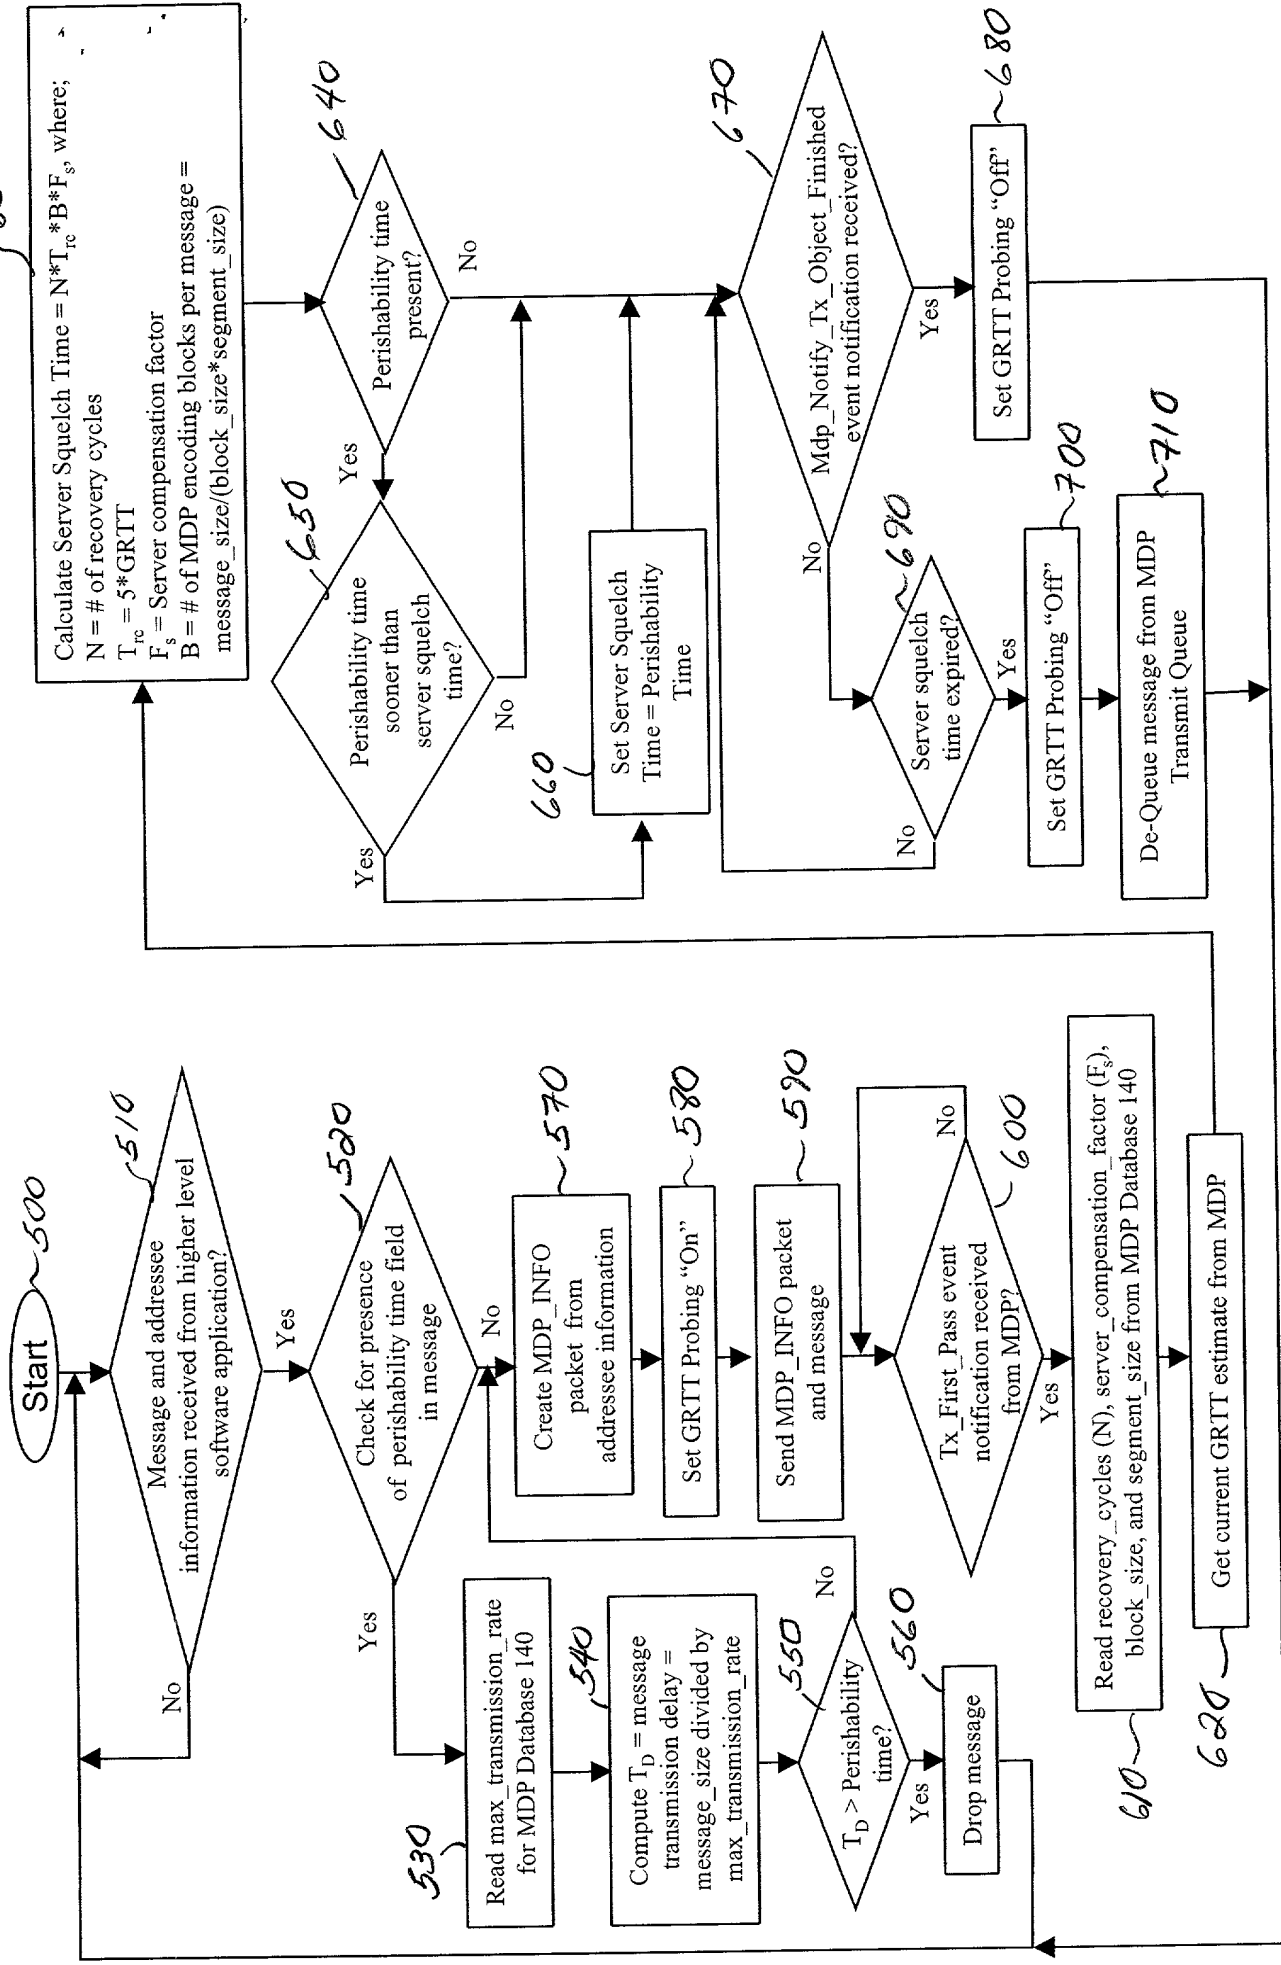 Start
500
Message and addressee
information received from higher level
software application?
510
No
Yes
Check for presence
of perishability time field
in message
520
Yes
No
Read max_transmission_rate
for MDP Database 140
530
Compute T_D = message
transmission delay =
message_size divided by
max_transmission_rate
540
T_D > Perishability
time?
550
No
Yes
Drop message
560
Create MDP_INFO
packet from
addressee information
570
Set GRTT Probing “On”
580
Send MDP_INFO packet
and message
590
Tx_First_Pass event
notification received
from MDP?
600
No
Yes
Read recovery_cycles (N), server_compensation_factor (F_s),
block_size, and segment_size from MDP Database 140
610
Get current GRTT estimate from MDP
620
Calculate Server Squelch Time = N*T_rc*B*F_s, where;
N = # of recovery cycles
T_rc = 5*GRTT
F_s = Server compensation factor
B = # of MDP encoding blocks per message =
message_size/(block_size*segment_size)
Perishability time
present?
640
Yes
No
Perishability time
sooner than
server squelch
time?
650
Yes
No
Set Server Squelch
Time = Perishability
Time
660
Mdp_Notify_Tx_Object_Finished
event notification received?
670
No
Yes
Set GRTT Probing “Off”
680
Server squelch
time expired?
690
No
Yes
Set GRTT Probing “Off”
700
De-Queue message from MDP
Transmit Queue
710